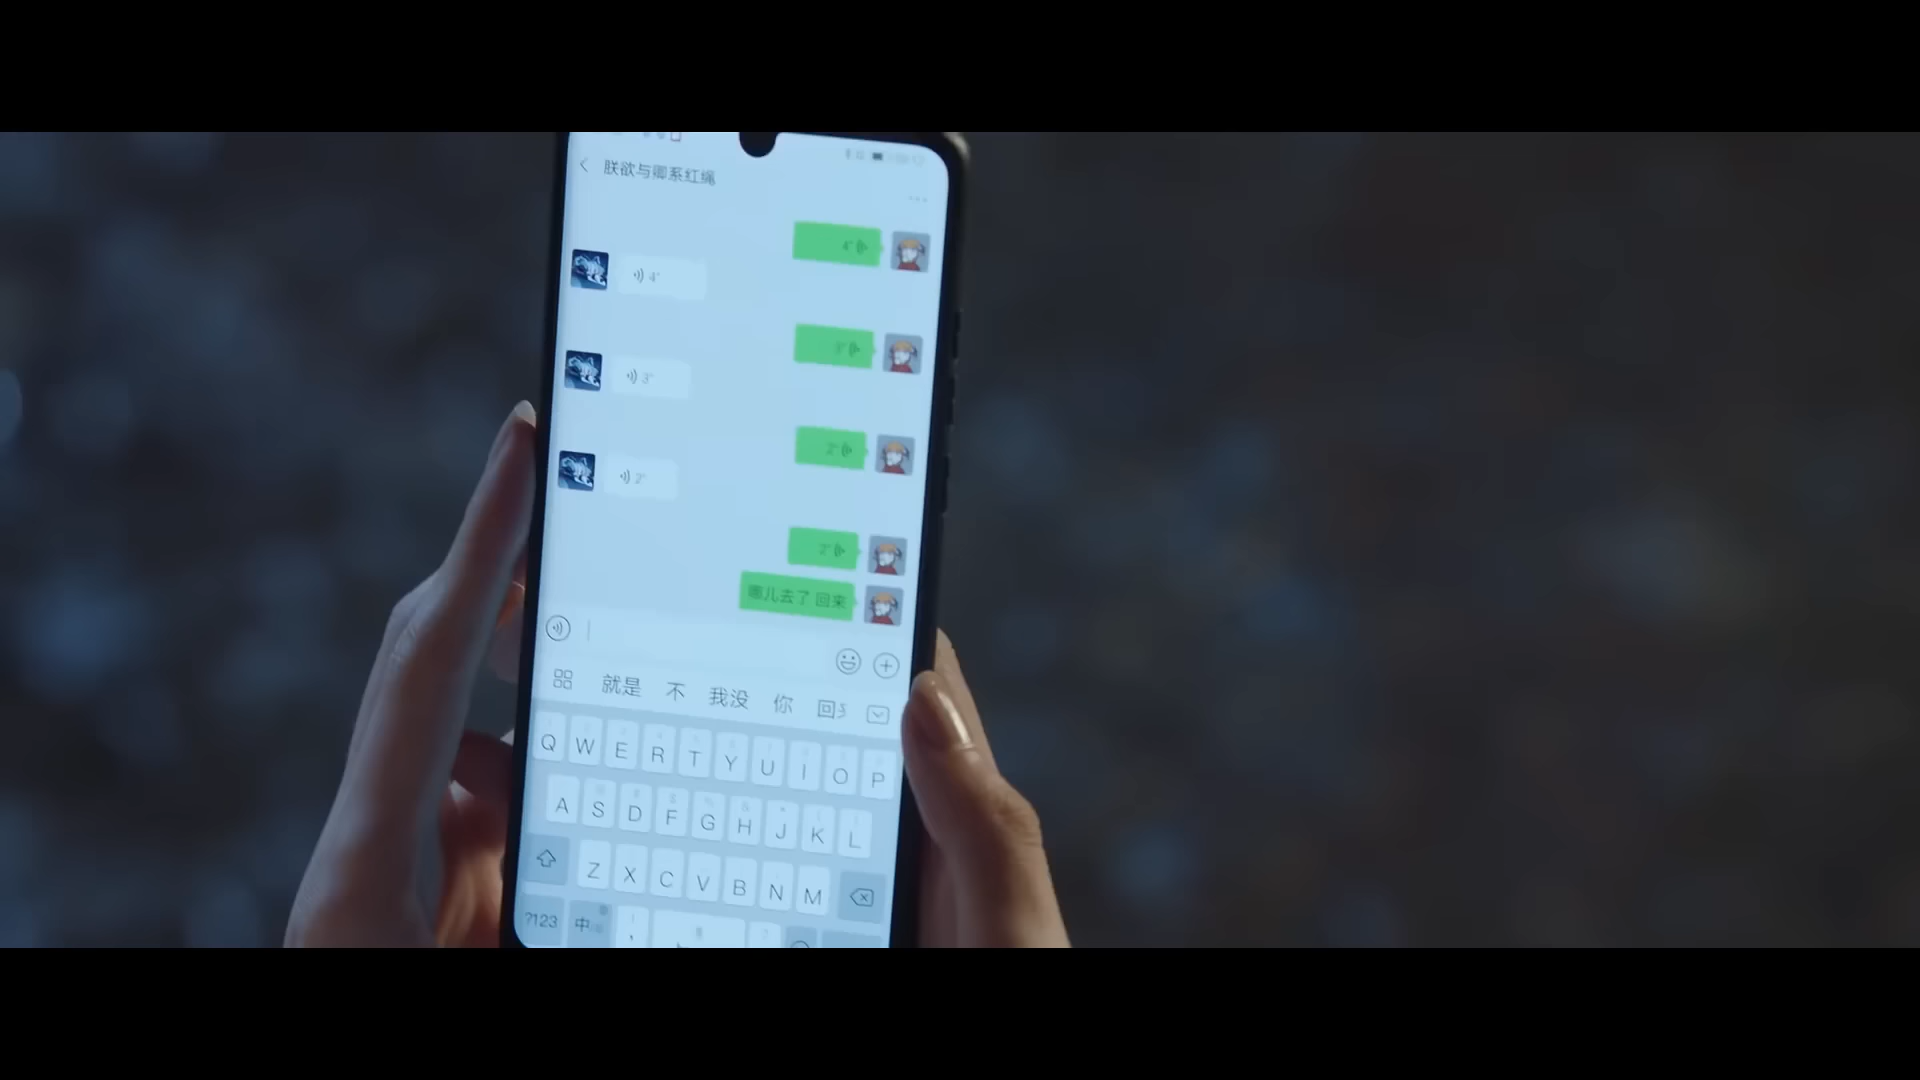 朕欲与卿系红绳
4"
4"
3"
3"
2"
2"
2"
哪儿去了 回来
就是 不 我没 你 回
Q W E R T Y U I O P
A S D F G H J K L
Z X C V B N M
?123 中